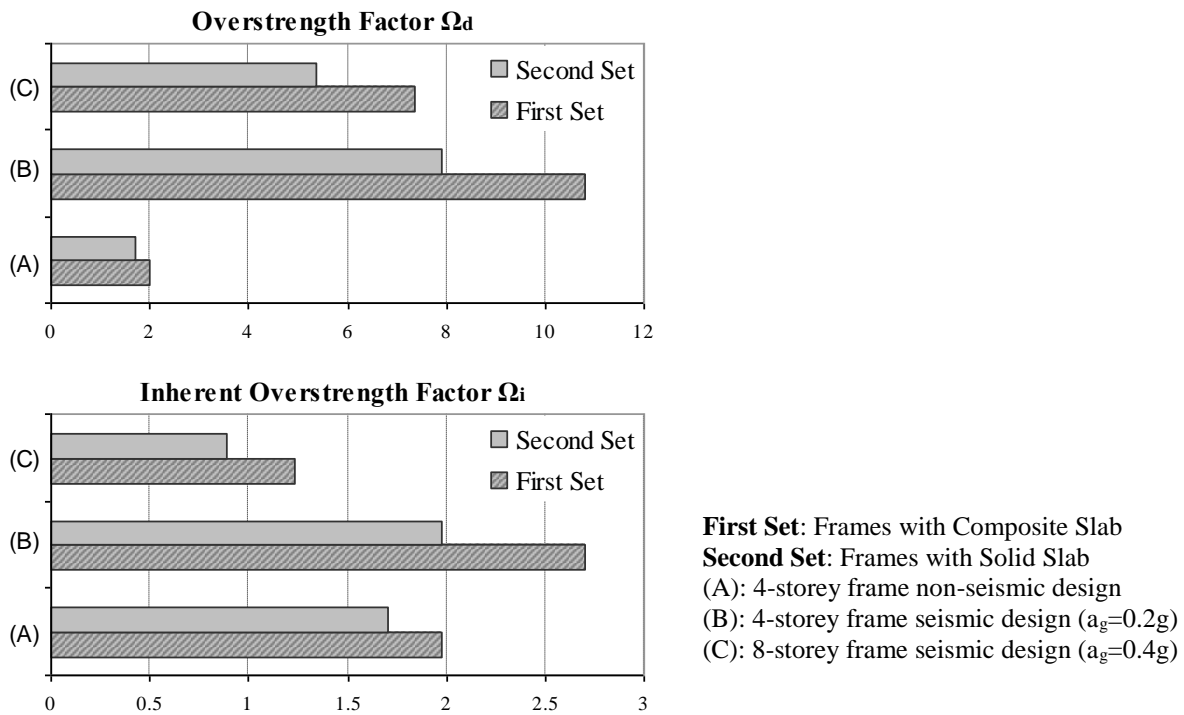 Overstrength Factor Ωd
Second Set
First Set
(C)
(B)
(A)
0 2 4 6 8 10 12
Inherent Overstrength Factor Ωi
Second Set
First Set
(C)
(B)
(A)
0 0.5 1 1.5 2 2.5 3
First Set: Frames with Composite Slab
Second Set: Frames with Solid Slab
(A): 4-storey frame non-seismic design
(B): 4-storey frame seismic design (ag=0.2g)
(C): 8-storey frame seismic design (ag=0.4g)